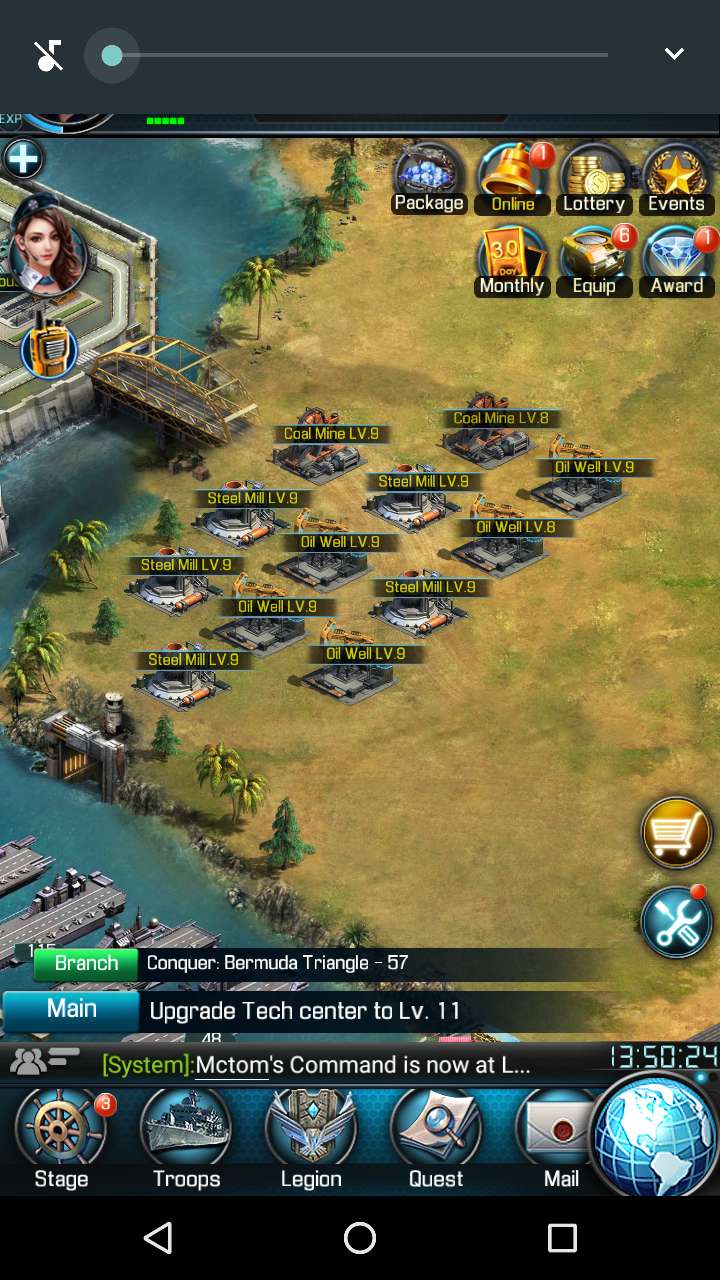 EXP
1
Package
Online
Lottery
Events
30
DAY
6
1
Monthly
Equip
Award
Coal Mine LV.8
Coal Mine LV.9
Oil Well LV.9
Steel Mill LV.9
Steel Mill LV.9
Oil Well LV.8
Oil Well LV.9
Steel Mill LV.9
Steel Mill LV.9
Oil Well LV.9
Oil Well LV.9
Steel Mill LV.9
115
Branch
Conquer: Bermuda Triangle - 57
Main
Upgrade Tech center to Lv. 11
48
[System]:Mctom's Command is now at L...
13:50:24
3
Stage
Troops
Legion
Quest
Mail